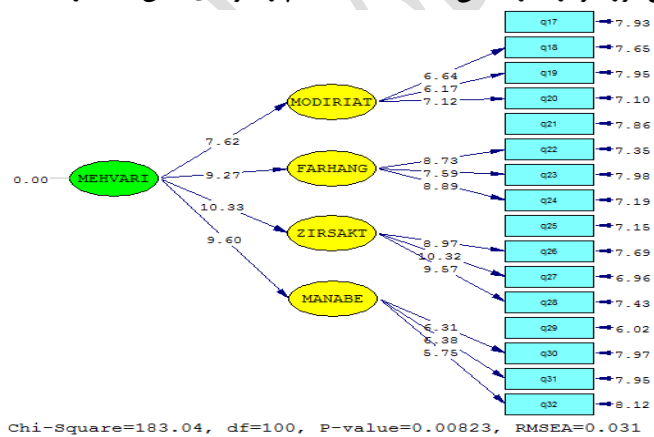 q17 7.93
q18 7.65
6.64
q19 7.95
6.17
MODIRIAT
7.12
q20 7.10
q21 7.86
7.62
q22 7.35
8.73
FARHANG
7.59
q23 7.98
9.27
8.89
q24 7.19
0.00 MEHVARI
q25 7.15
10.33
ZIRSAKT
8.97
q26 7.69
9.60
10.32
q27 6.96
9.57
q28 7.43
MANABE
6.31
q29 6.02
6.38
q30 7.97
5.75
q31 7.95
q32 8.12
Chi-Square=183.04, df=100, P-value=0.00823, RMSEA=0.031